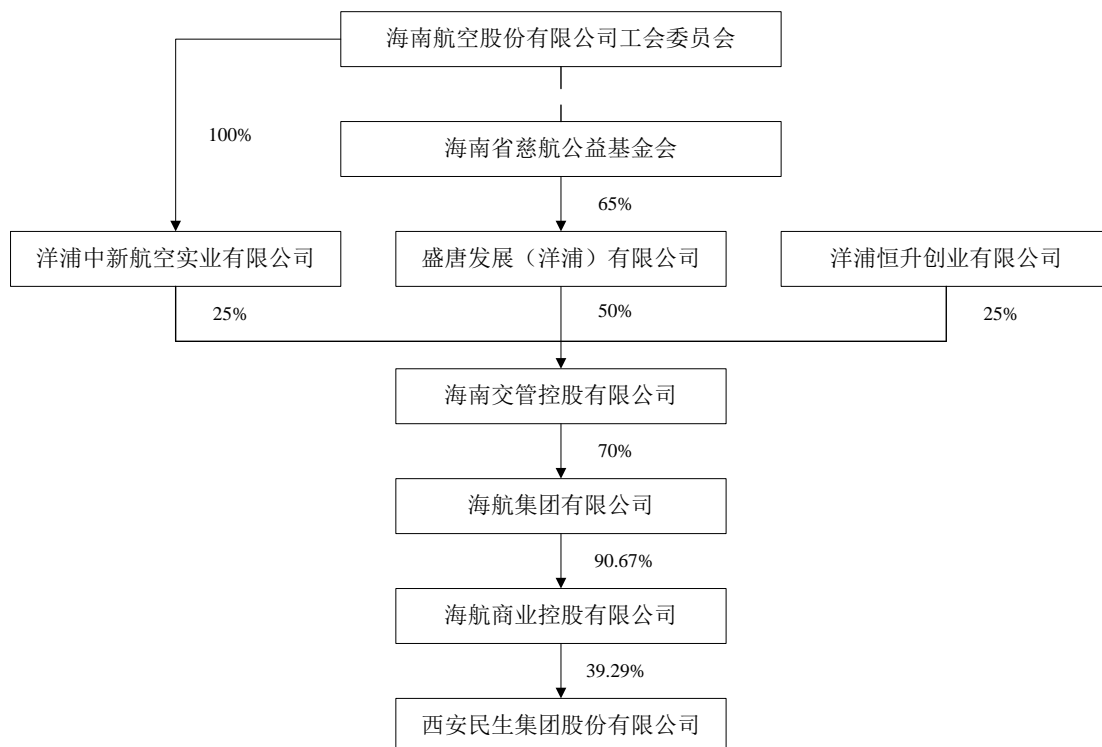 海南航空股份有限公司工会委员会
100%
海南省慈航公益基金会
65%
洋浦中新航空实业有限公司
盛唐发展（洋浦）有限公司
洋浦恒升创业有限公司
25%
50%
25%
海南交管控股有限公司
70%
海航集团有限公司
90.67%
海航商业控股有限公司
39.29%
西安民生集团股份有限公司